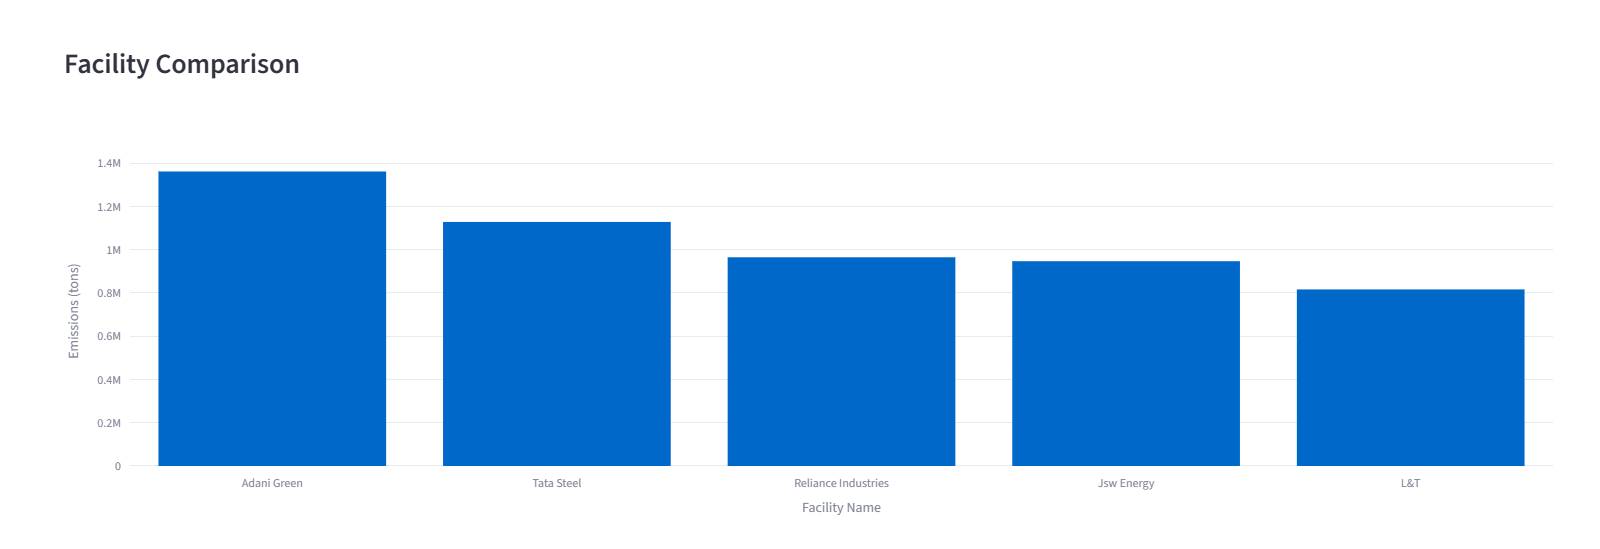 Facility Comparison
1.4M
1.2M
1M
0.8M
0.6M
0.4M
0.2M
0
Emissions (tons)
Adani Green
Tata Steel
Reliance Industries
Jsw Energy
L&T
Facility Name